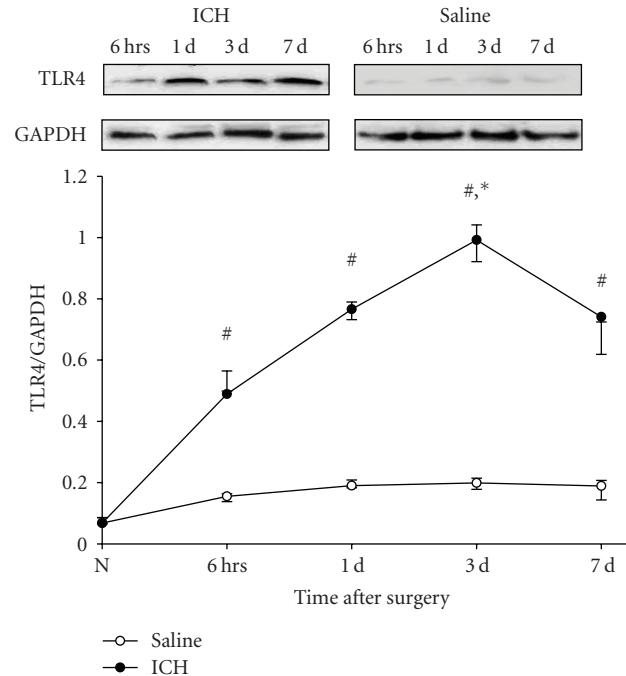 ICH Saline
6 hrs 1 d 3 d 7 d 6 hrs 1 d 3 d 7 d
TLR4
GAPDH
1.2
#,*
1
#
#
0.8
#
TLR4/GAPDH
0.6
0.4
0.2
0
N 6 hrs 1 d 3 d 7 d
Time after surgery
Saline
ICH